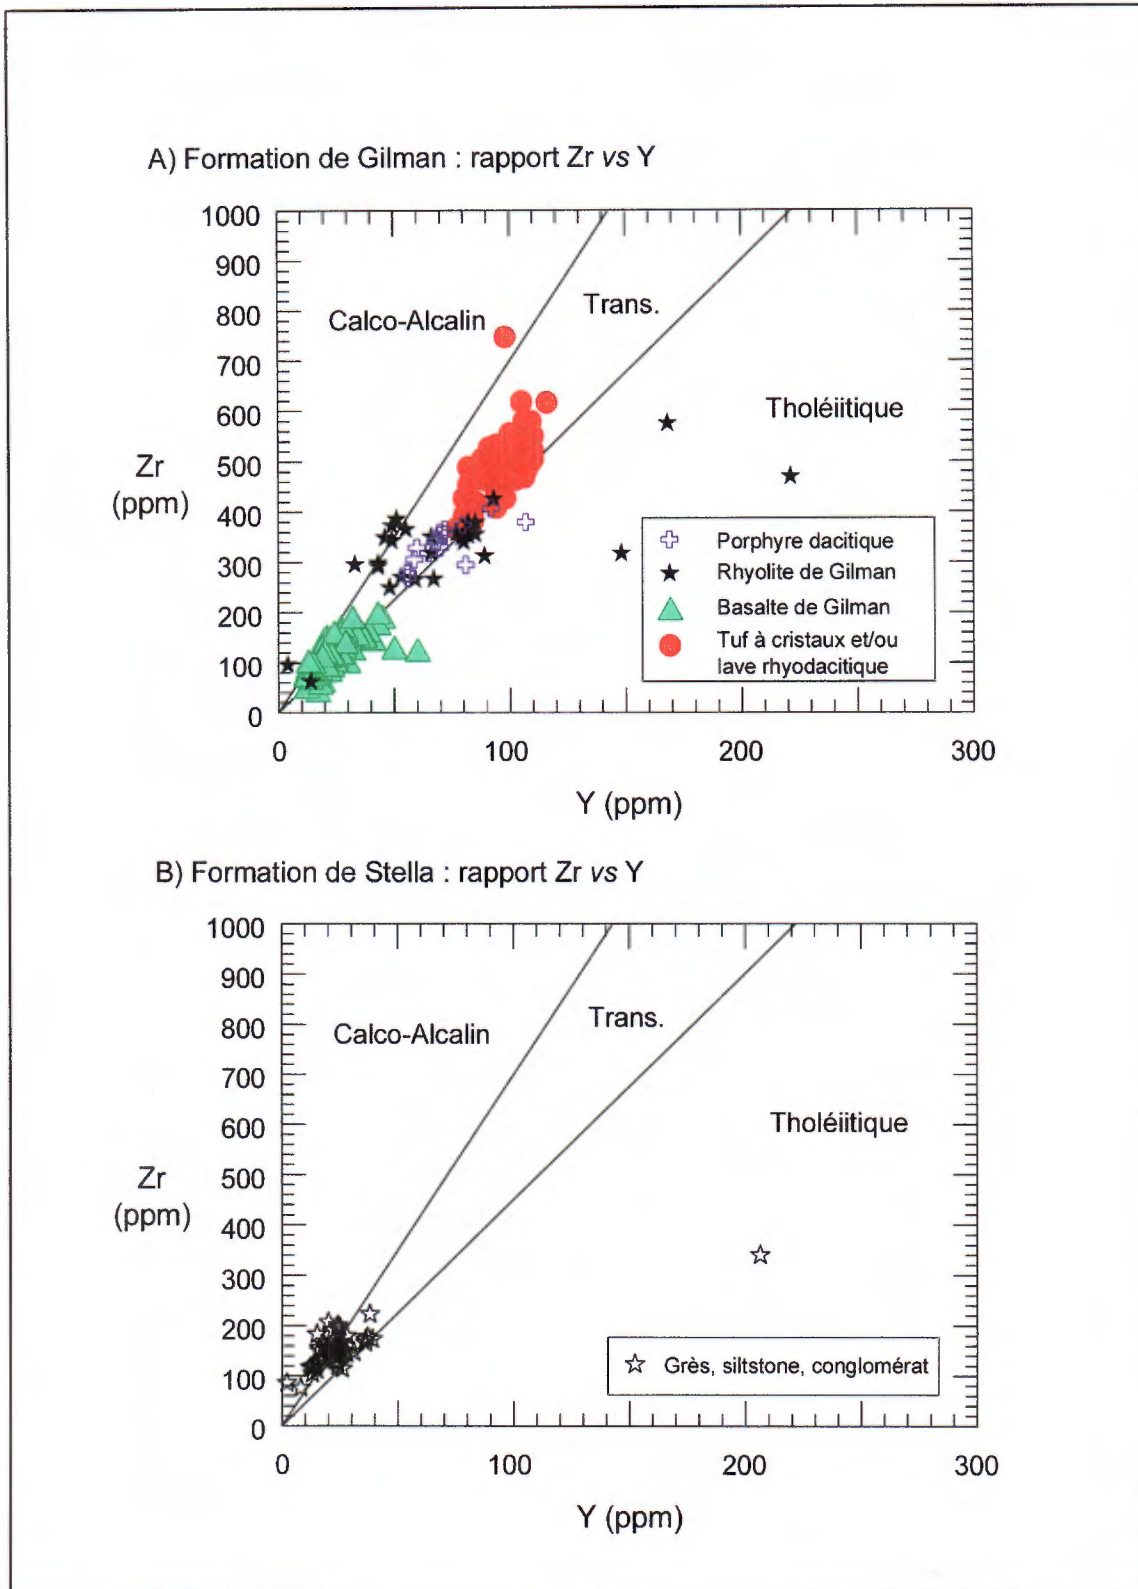 A) Formation de Gilman : rapport Zr vs Y
1000
900
800
700
600
500
400
300
200
100
0
Zr
(ppm)
Calco-Alcalin
Trans.
Tholéiitique
Porphyre dacitique
Rhyolite de Gilman
Basalte de Gilman
Tuf à cristaux et/ou
lave rhyodacitique
0 100 200 300
Y (ppm)
B) Formation de Stella : rapport Zr vs Y
1000
900
800
700
600
500
400
300
200
100
0
Zr
(ppm)
Calco-Alcalin
Trans.
Tholéiitique
Grès, siltstone, conglomérat
0 100 200 300
Y (ppm)